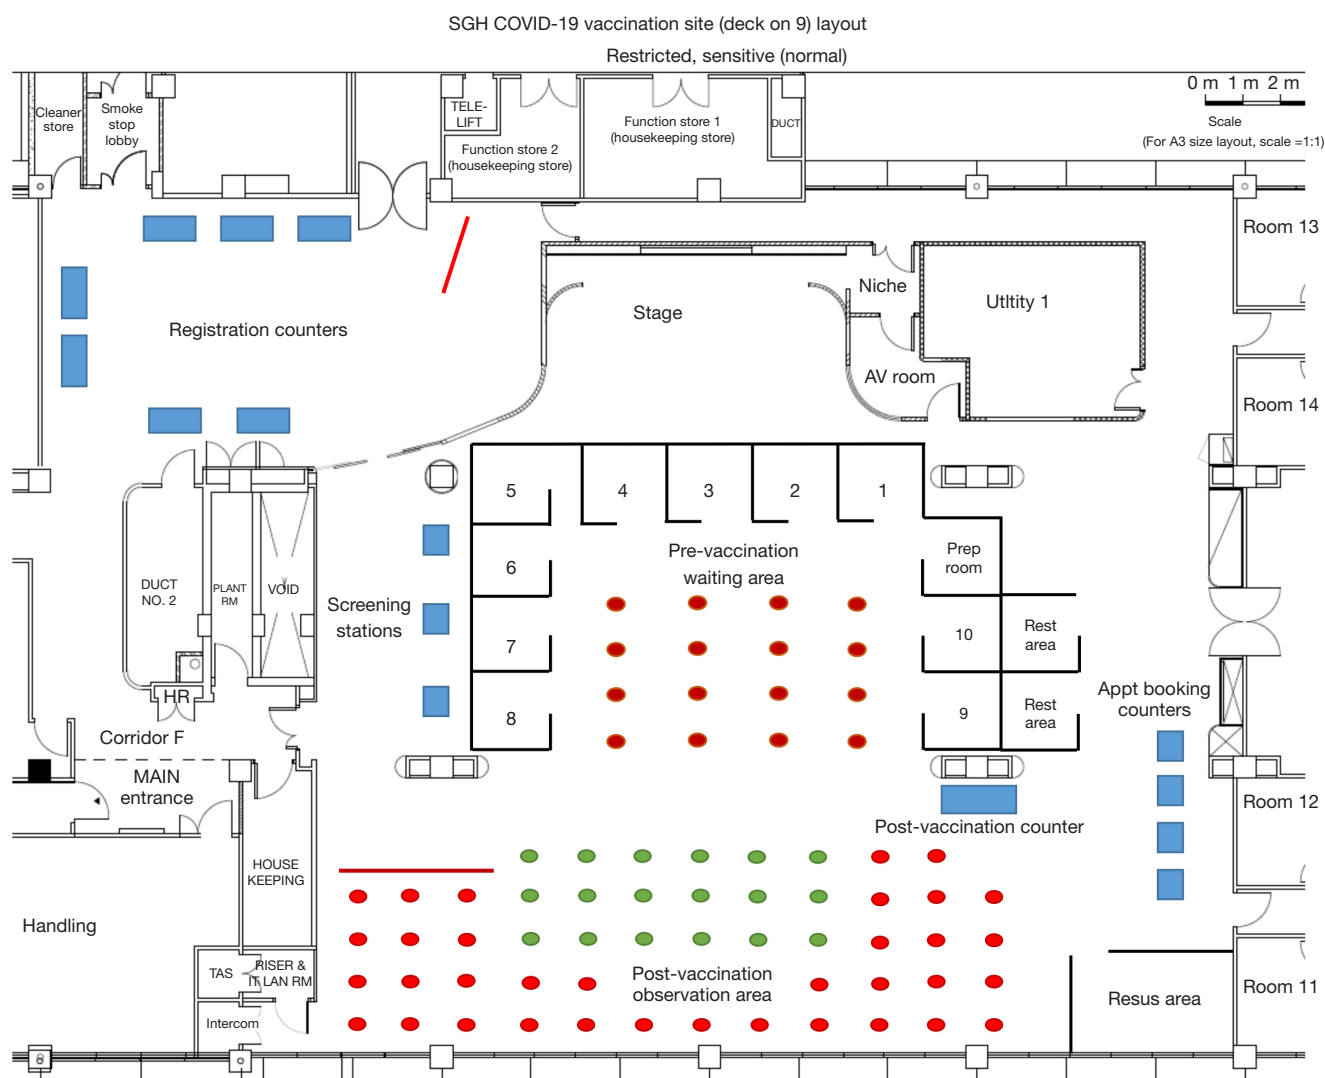 SGH COVID-19 vaccination site (deck on 9) layout
Restricted, sensitive (normal)
0 m 1 m 2 m
Scale
(For A3 size layout, scale =1:1)
Cleaner
store
Smoke
stop
lobby
TELE-
LIFT
Function store 2
(housekeeping store)
Function store 1
(housekeeping store)
DUCT
Room 13
Niche
Utltity 1
Stage
Registration counters
AV room
Room 14
5
4
3
2
1
Pre-vaccination
waiting area
Prep
room
6
DUCT
NO. 2
PLANT
RM
VOID
Screening
stations
7
10
Rest
area
HR
8
9
Rest
area
Appt booking
counters
Corridor F
MAIN
entrance
Room 12
Post-vaccination counter
HOUSE
KEEPING
Handling
TAS
RISER &
IT LAN RM
Post-vaccination
observation area
Resus area
Room 11
Intercom